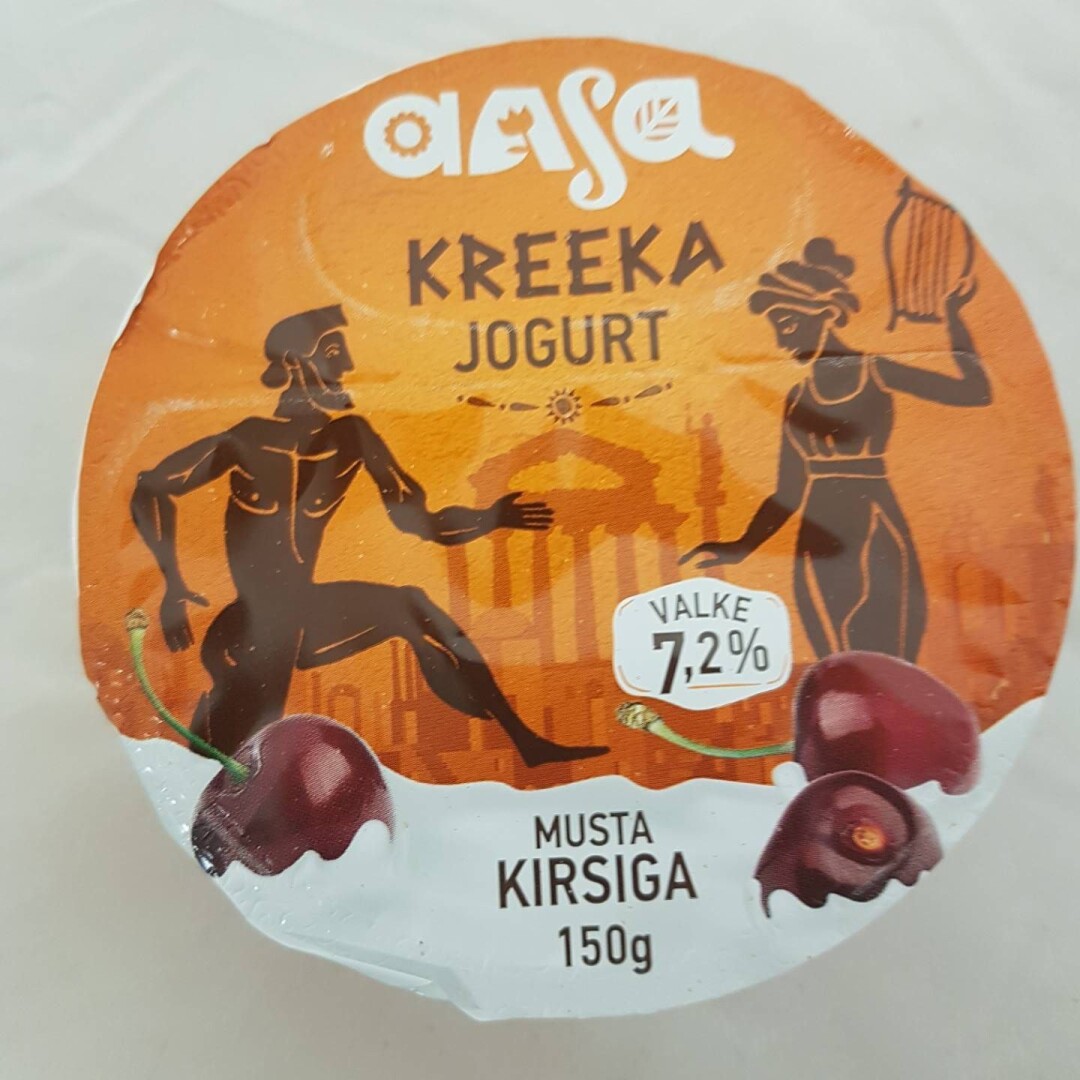 aasa
KREEKA
JOGURT
VALKE
7,2%
MUSTA
KIRSIGA
150g